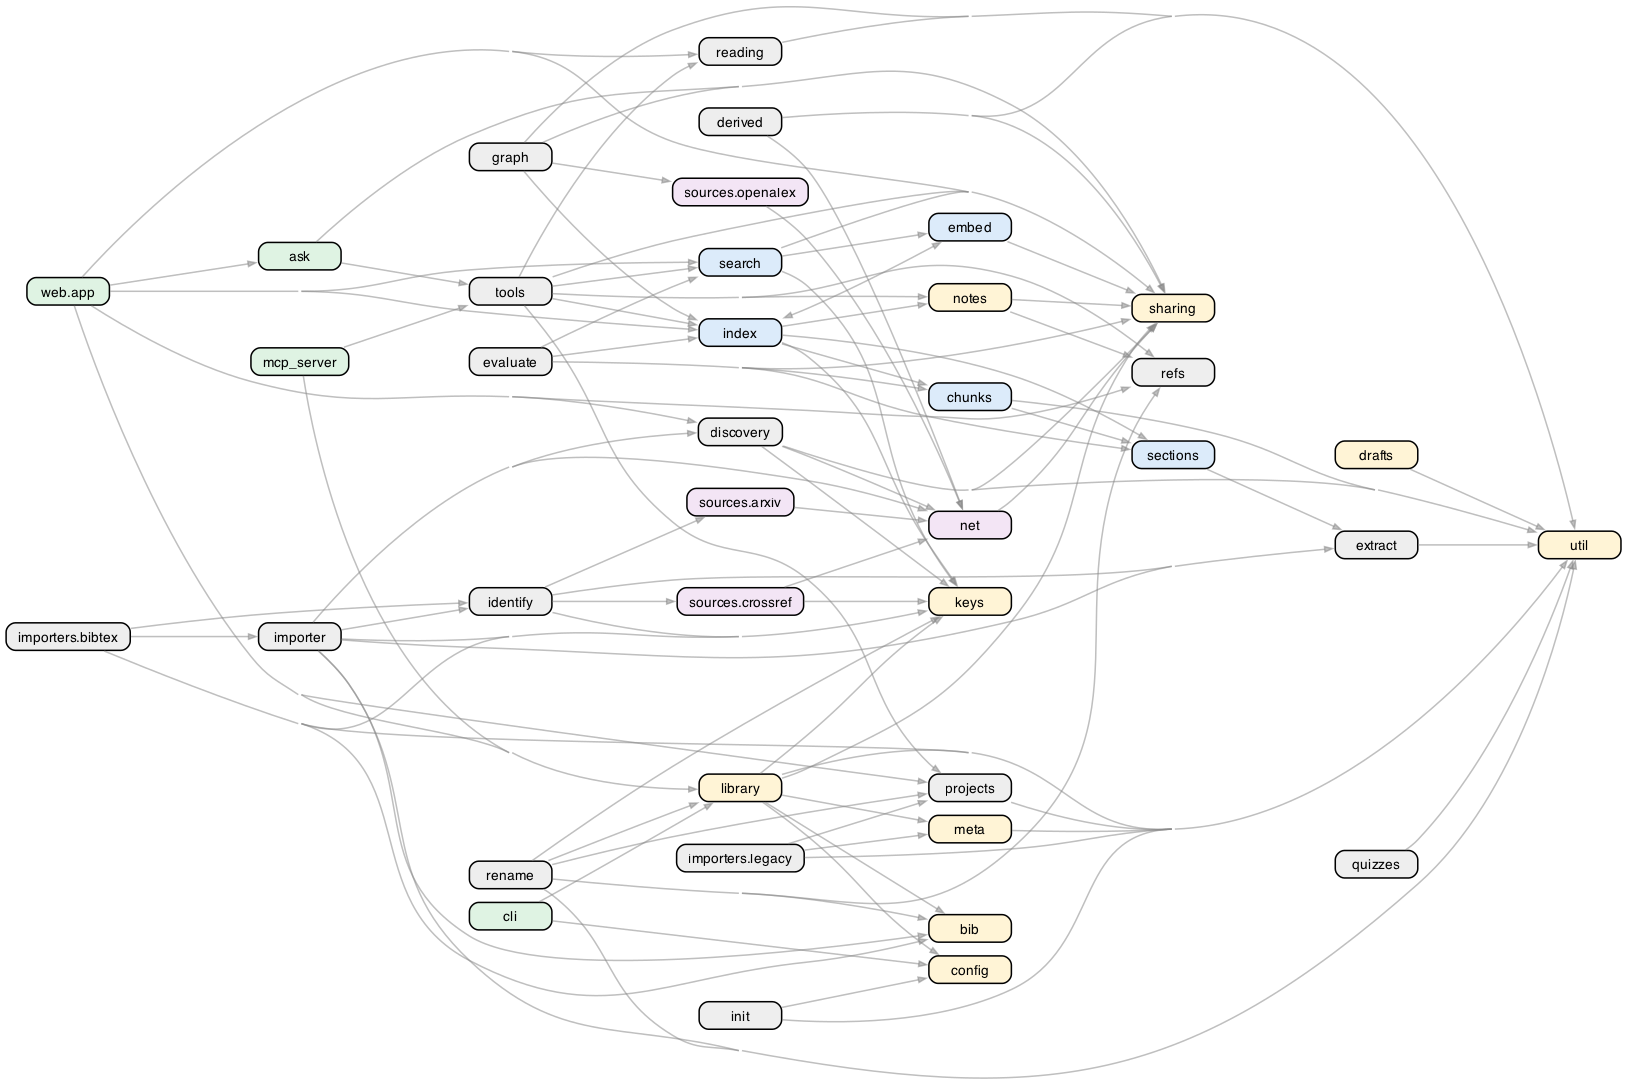 reading
derived
graph
sources.openalex
embed
ask
search
web.app
tools
notes
sharing
index
mcp_server
evaluate
refs
chunks
discovery
sections
drafts
sources.arxiv
net
extract
util
identify
sources.crossref
keys
importers.bibtex
importer
library
projects
meta
importers.legacy
rename
quizzes
cli
bib
config
init